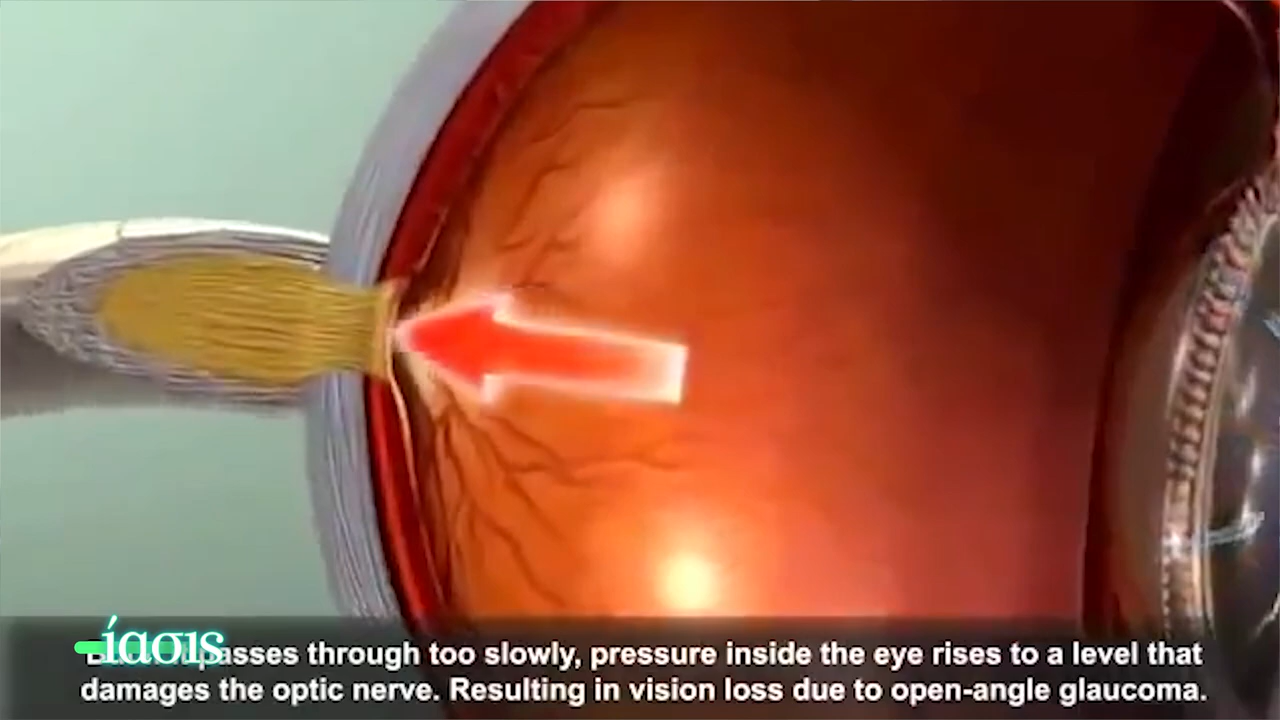 ίασις
passes through too slowly, pressure inside the eye rises to a level that
damages the optic nerve. Resulting in vision loss due to open-angle glaucoma.